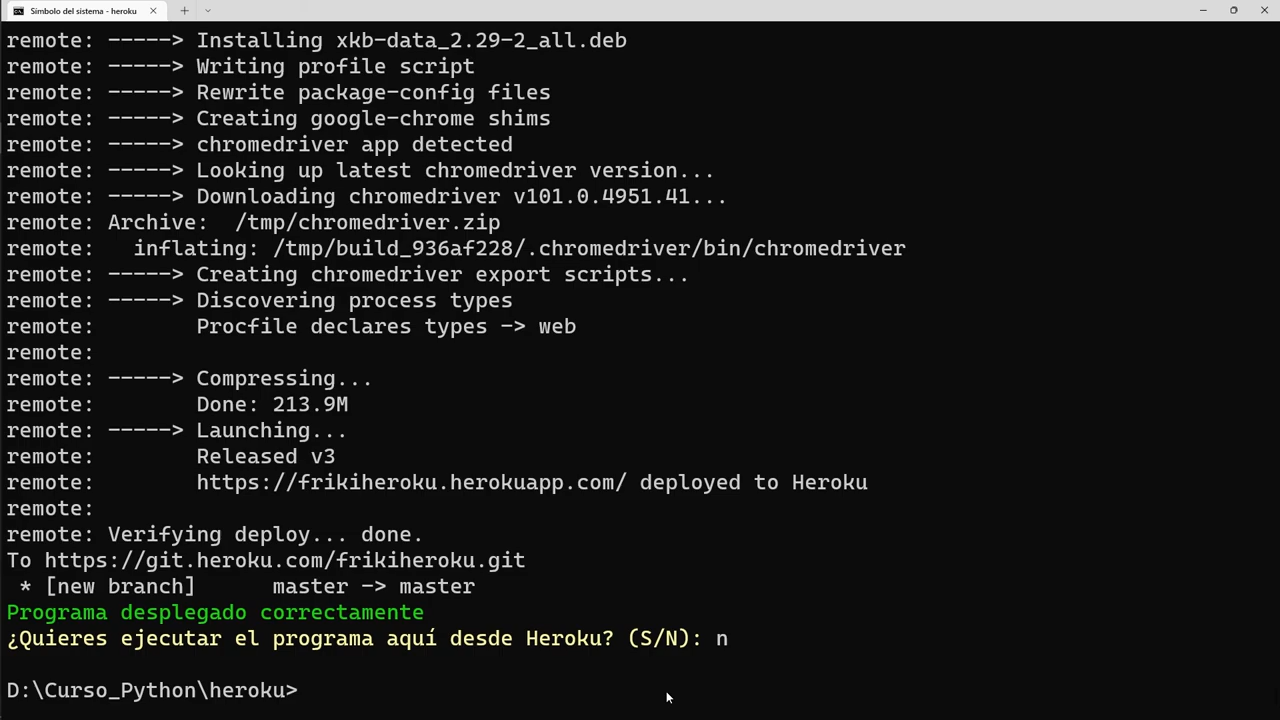 Símbolo del sistema - heroku
remote: -----> Installing xkb-data_2.29-2_all.deb
remote: -----> Writing profile script
remote: -----> Rewrite package-config files
remote: -----> Creating google-chrome shims
remote: -----> chromedriver app detected
remote: -----> Looking up latest chromedriver version...
remote: -----> Downloading chromedriver v101.0.4951.41...
remote: Archive:  /tmp/chromedriver.zip
remote:   inflating: /tmp/build_936af228/.chromedriver/bin/chromedriver
remote: -----> Creating chromedriver export scripts...
remote: -----> Discovering process types
remote:        Procfile declares types -> web
remote:
remote: -----> Compressing...
remote:        Done: 213.9M
remote: -----> Launching...
remote:        Released v3
remote:        https://frikiheroku.herokuapp.com/ deployed to Heroku
remote:
remote: Verifying deploy... done.
To https://git.heroku.com/frikiheroku.git
 * [new branch]      master -> master
Programa desplegado correctamente
¿Quieres ejecutar el programa aquí desde Heroku? (S/N): n
D:\Curso_Python\heroku>